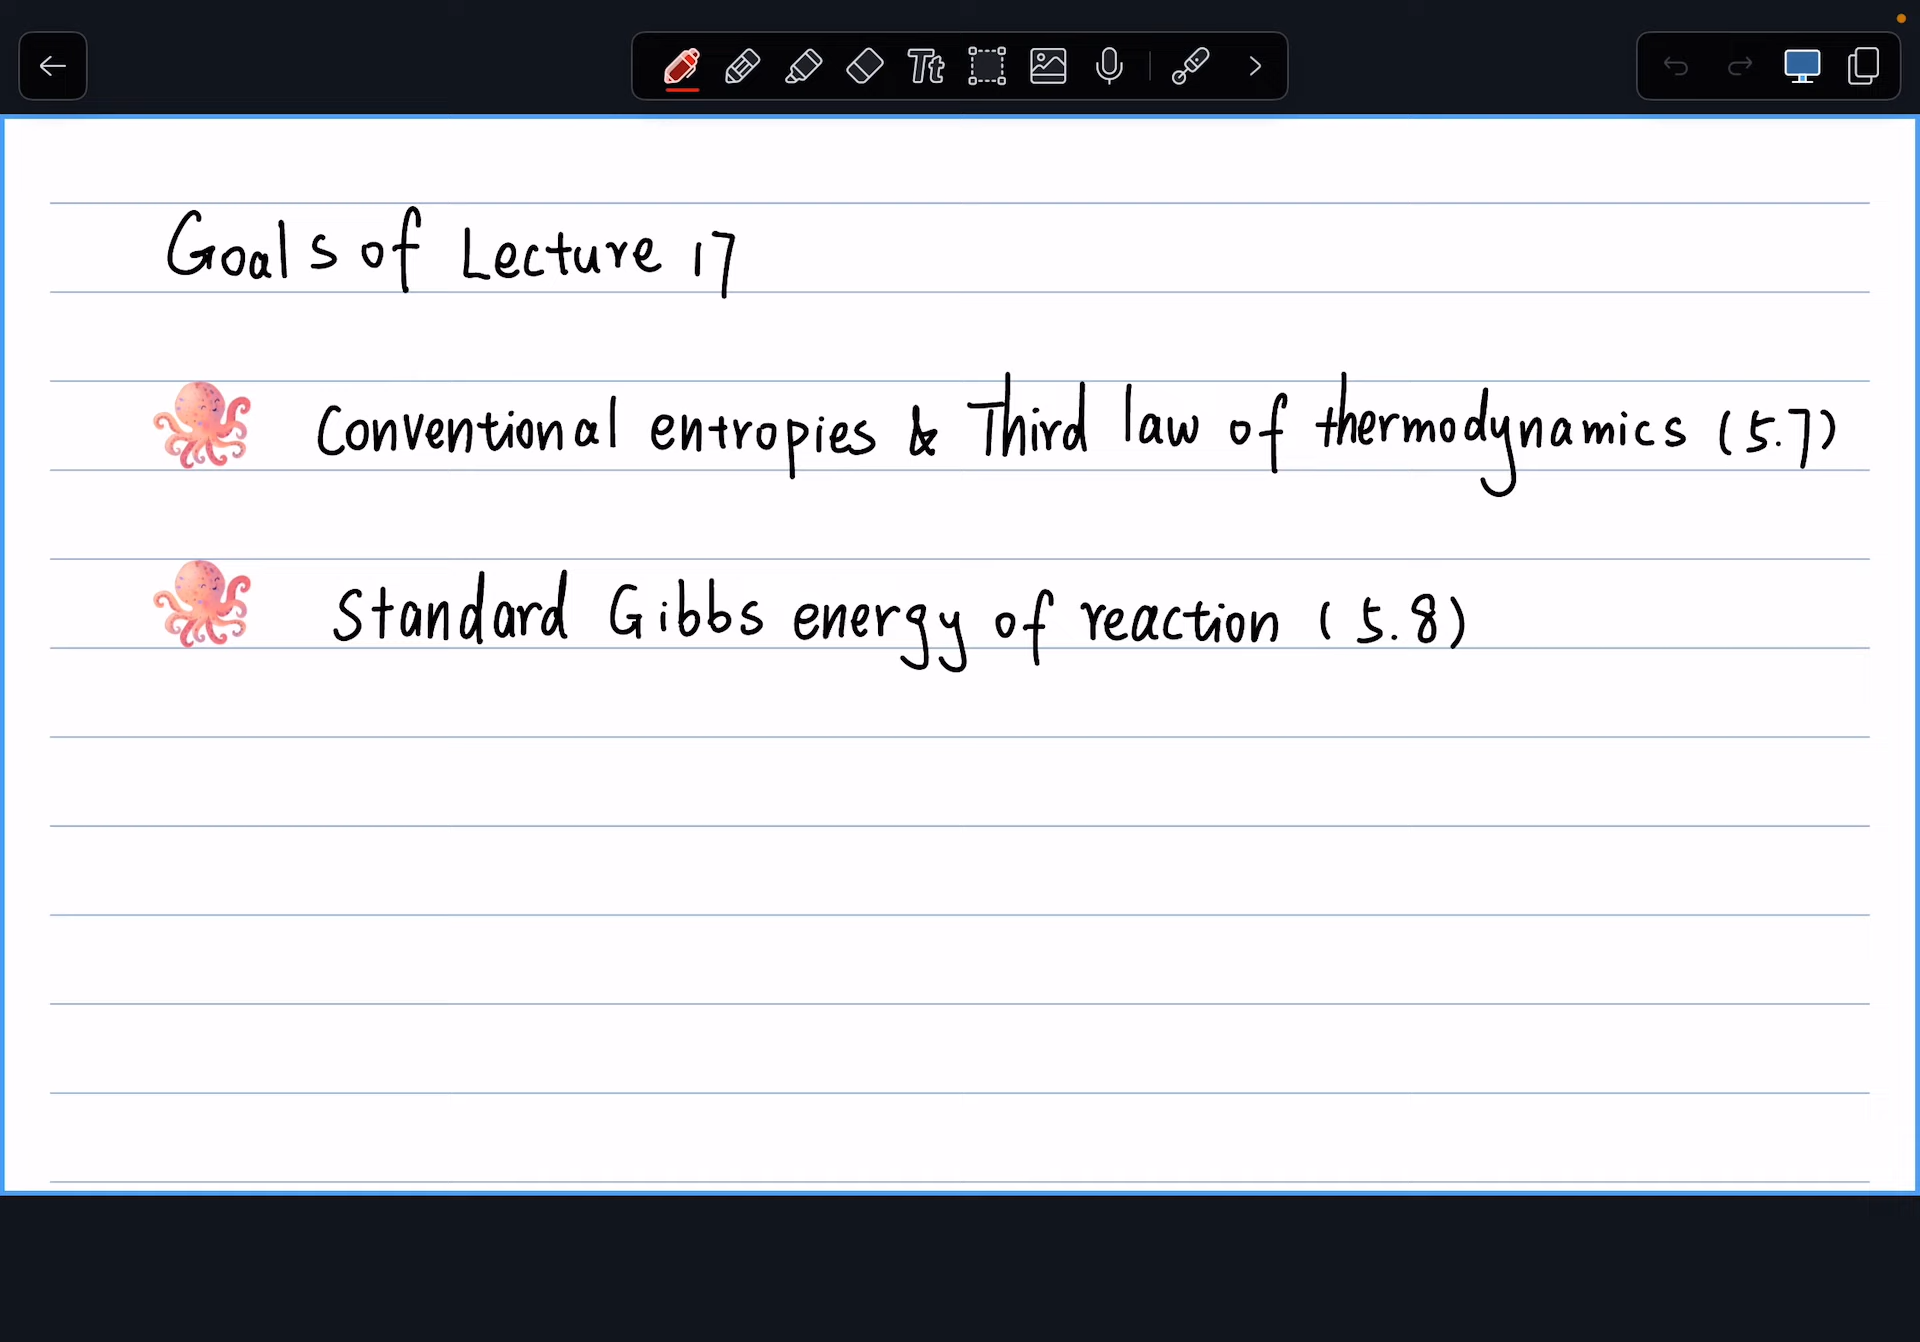 Tt
Goals of Lecture 17
Conventional entropies & Third law of thermodynamics (5.7)
Standard Gibbs energy of reaction (5.8)